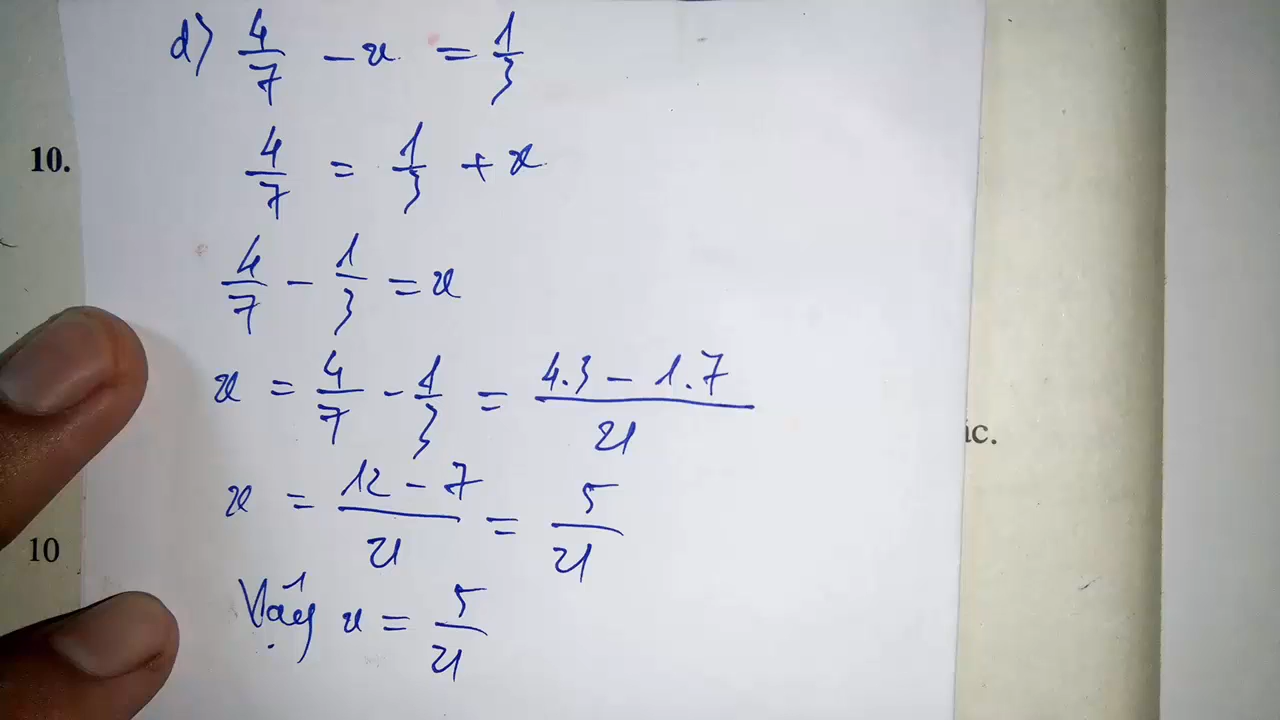 d) 4/7 - x = 1/3
10.
4/7 = 1/3 + x
4/7 - 1/3 = x
x = 4/7 - 1/3 = (4.3 - 1.7)/21
ác.
x = (12 - 7)/21 = 5/21
10
Vậy x = 5/21